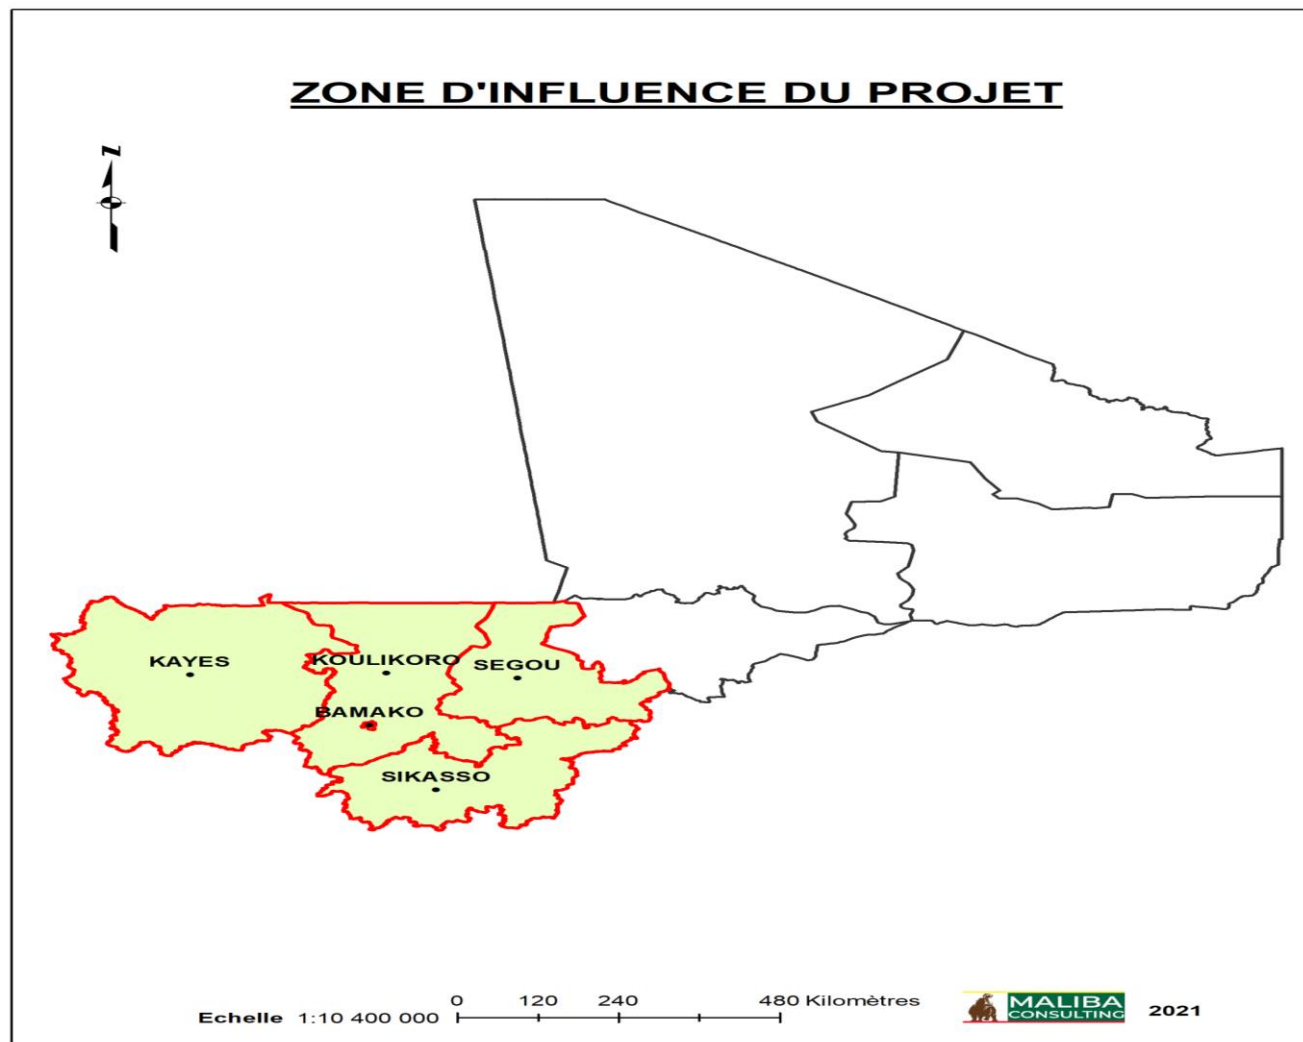 ZONE D'INFLUENCE DU PROJET
KAYES
KOULIKORO
SEGOU
BAMAKO
SIKASSO
0 120 240 480 Kilomètres
Echelle 1:10 400 000
MALIBA
CONSULTING
2021